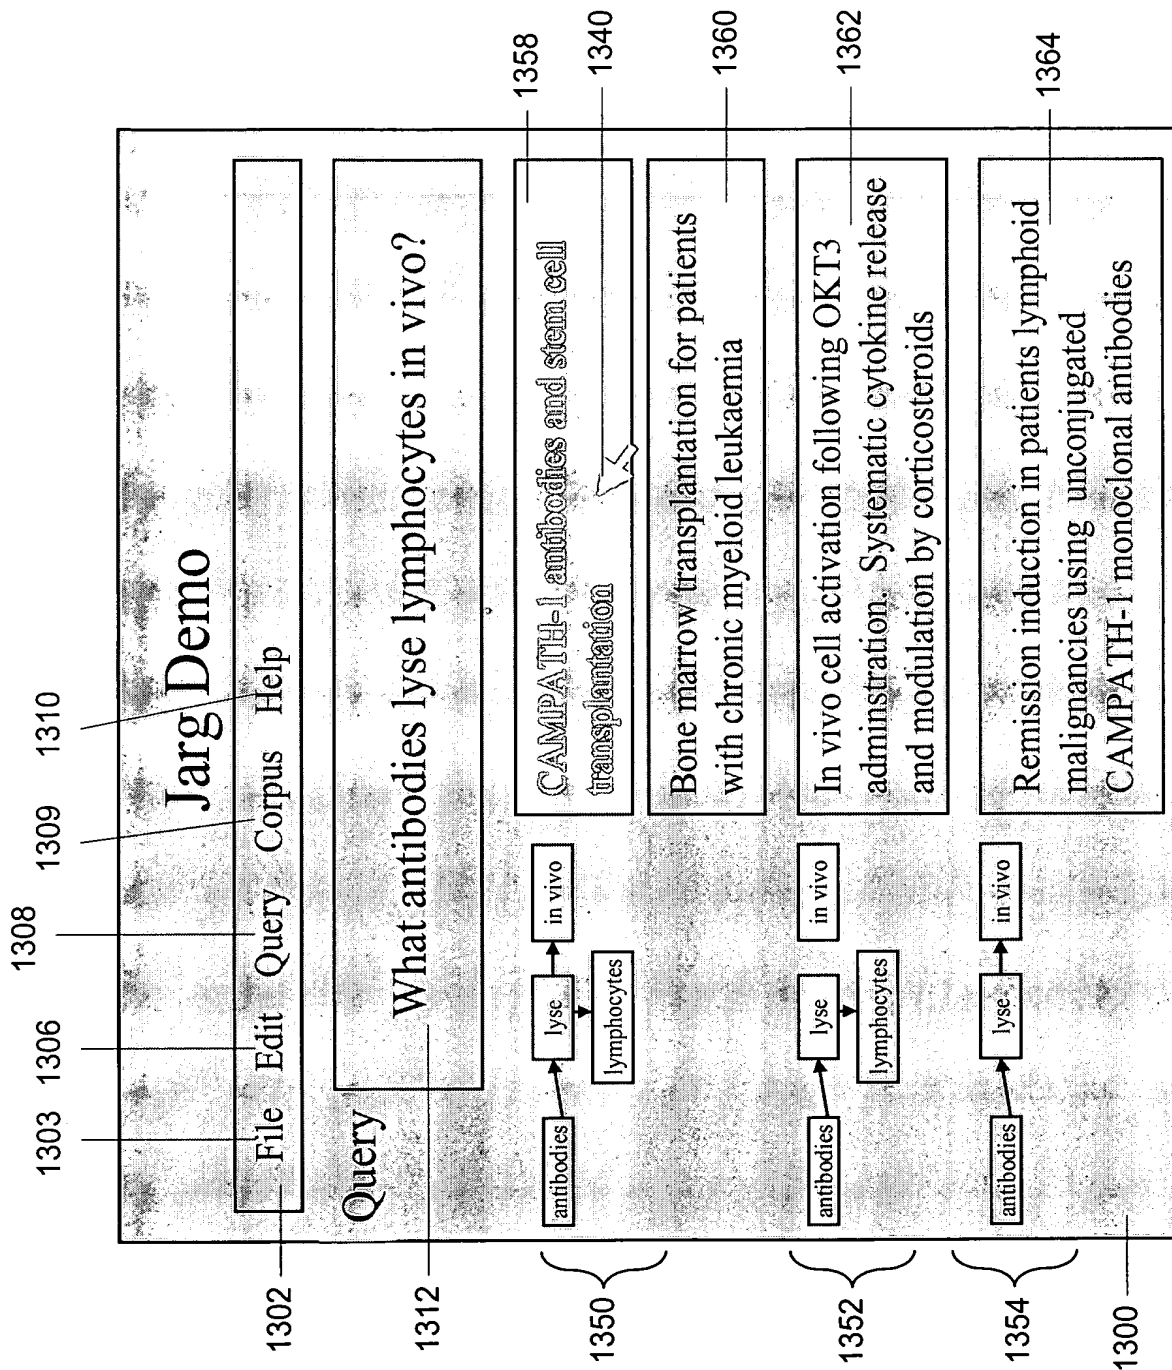 1303 1306 1308 1309 1310
Jarg Demo
1302
File Edit Query Corpus Help
Query
1312
What antibodies lyse lymphocytes in vivo?
1350
antibodies
lyse
in vivo
lymphocytes
CAMPATH-1 antibodies and stem cell
transplantation
1358
1340
Bone marrow transplantation for patients
with chronic myeloid leukaemia
1360
1352
antibodies
lyse
in vivo
lymphocytes
In vivo cell activation following OKT3
adminstration. Systematic cytokine release
and modulation by corticosteroids
1362
1354
antibodies
lyse
in vivo
Remission induction in patients lymphoid
malignancies using unconjugated
CAMPATH-1 monoclonal antibodies
1364
1300